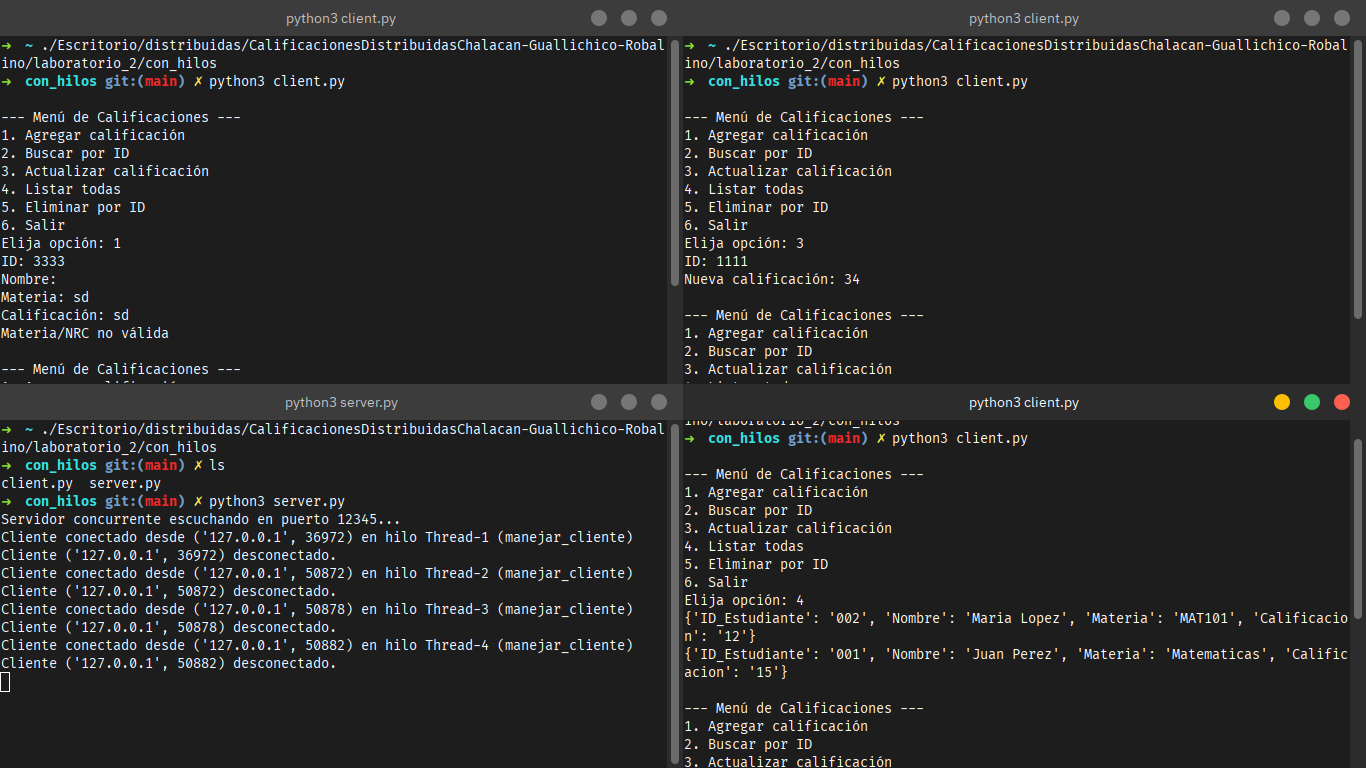 python3 client.py
➜  ~ ./Escritorio/distribuidas/CalificacionesDistribuidasChalacan-Guallichico-Robal
ino/laboratorio_2/con_hilos
➜  con_hilos git:(main) ✗ python3 client.py
--- Menú de Calificaciones ---
1. Agregar calificación
2. Buscar por ID
3. Actualizar calificación
4. Listar todas
5. Eliminar por ID
6. Salir
Elija opción: 1
ID: 3333
Nombre:
Materia: sd
Calificación: sd
Materia/NRC no válida
--- Menú de Calificaciones ---
python3 client.py
➜  ~ ./Escritorio/distribuidas/CalificacionesDistribuidasChalacan-Guallichico-Robal
ino/laboratorio_2/con_hilos
➜  con_hilos git:(main) ✗ python3 client.py
--- Menú de Calificaciones ---
1. Agregar calificación
2. Buscar por ID
3. Actualizar calificación
4. Listar todas
5. Eliminar por ID
6. Salir
Elija opción: 3
ID: 1111
Nueva calificación: 34
--- Menú de Calificaciones ---
1. Agregar calificación
2. Buscar por ID
3. Actualizar calificación
python3 server.py
➜  ~ ./Escritorio/distribuidas/CalificacionesDistribuidasChalacan-Guallichico-Robal
ino/laboratorio_2/con_hilos
➜  con_hilos git:(main) ✗ ls
client.py  server.py
➜  con_hilos git:(main) ✗ python3 server.py
Servidor concurrente escuchando en puerto 12345...
Cliente conectado desde ('127.0.0.1', 36972) en hilo Thread-1 (manejar_cliente)
Cliente ('127.0.0.1', 36972) desconectado.
Cliente conectado desde ('127.0.0.1', 50872) en hilo Thread-2 (manejar_cliente)
Cliente ('127.0.0.1', 50872) desconectado.
Cliente conectado desde ('127.0.0.1', 50878) en hilo Thread-3 (manejar_cliente)
Cliente ('127.0.0.1', 50878) desconectado.
Cliente conectado desde ('127.0.0.1', 50882) en hilo Thread-4 (manejar_cliente)
Cliente ('127.0.0.1', 50882) desconectado.
python3 client.py
ino/laboratorio_2/con_hilos
➜  con_hilos git:(main) ✗ python3 client.py
--- Menú de Calificaciones ---
1. Agregar calificación
2. Buscar por ID
3. Actualizar calificación
4. Listar todas
5. Eliminar por ID
6. Salir
Elija opción: 4
{'ID_Estudiante': '002', 'Nombre': 'Maria Lopez', 'Materia': 'MAT101', 'Calificacio
n': '12'}
{'ID_Estudiante': '001', 'Nombre': 'Juan Perez', 'Materia': 'Matematicas', 'Calific
acion': '15'}
--- Menú de Calificaciones ---
1. Agregar calificación
2. Buscar por ID
3. Actualizar calificación